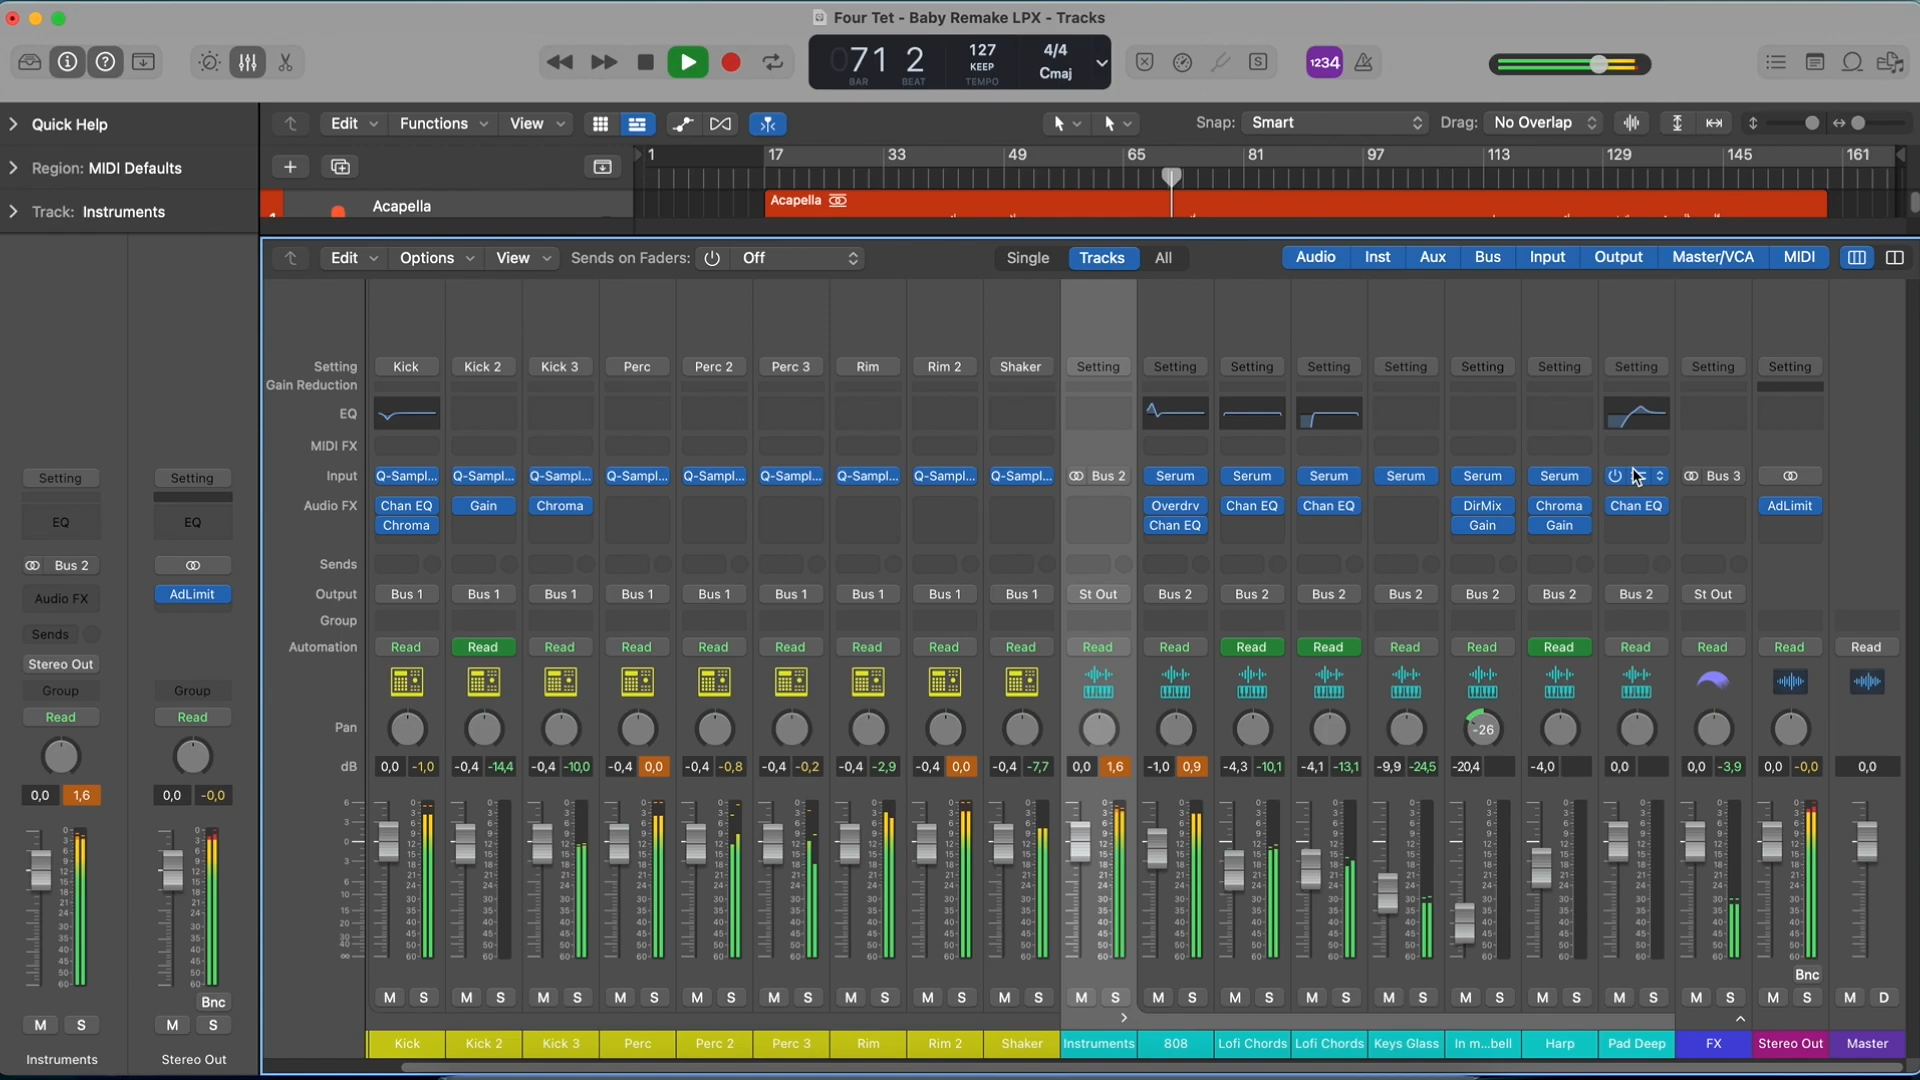 Four Tet - Baby Remake LPX - Tracks
071 2 127 4/4
KEEP Cmaj
BAR BEAT TEMPO
1234
Quick Help
Edit Functions View Snap: Smart Drag: No Overlap
Region: MIDI Defaults
1 17 33 49 65 81 97 113 129 145 161
Track: Instruments
Acapella
Acapella
Edit Options View Sends on Faders: Off Single Tracks All Audio Inst Aux Bus Input Output Master/VCA MIDI
Setting Kick Kick 2 Kick 3 Perc Perc 2 Perc 3 Rim Rim 2 Shaker Setting Setting Setting Setting Setting Setting Setting Setting Setting Setting
Gain Reduction
EQ
MIDI FX
Input Q-Sampl... Q-Sampl... Q-Sampl... Q-Sampl... Q-Sampl... Q-Sampl... Q-Sampl... Q-Sampl... Q-Sampl... Bus 2 Serum Serum Serum Serum Serum Serum Bus 3
Audio FX Chan EQ Gain Chroma Overdrv Chan EQ Chan EQ DirMix Chroma Chan EQ AdLimit
Chroma Chan EQ Gain Gain
Sends
Output Bus 1 Bus 1 Bus 1 Bus 1 Bus 1 Bus 1 Bus 1 Bus 1 Bus 1 St Out Bus 2 Bus 2 Bus 2 Bus 2 Bus 2 Bus 2 Bus 2 St Out
Group
Automation Read Read Read Read Read Read Read Read Read Read Read Read Read Read Read Read Read Read Read Read
Pan -26
dB 0,0 -1,0 -0,4 -14,4 -0,4 -10,0 -0,4 0,0 -0,4 -0,8 -0,4 -0,2 -0,4 -2,9 -0,4 0,0 -0,4 -7,7 0,0 1,6 -1,0 0,9 -4,3 -10,1 -4,1 -13,1 -9,9 -24,5 -20,4 -4,0 0,0 0,0 -3,9 0,0 -0,0 0,0
Bnc
M S M S M S M S M S M S M S M S M S M S M S M S M S M S M S M S M S M S M S M D
Kick Kick 2 Kick 3 Perc Perc 2 Perc 3 Rim Rim 2 Shaker Instruments 808 Lofi Chords Lofi Chords Keys Glass In m...bell Harp Pad Deep FX Stereo Out Master
Setting Setting
EQ EQ
Bus 2
Audio FX AdLimit
Sends
Stereo Out
Group Group
Read Read
0,0 1,6 0,0 -0,0
Bnc
M S M S
Instruments Stereo Out